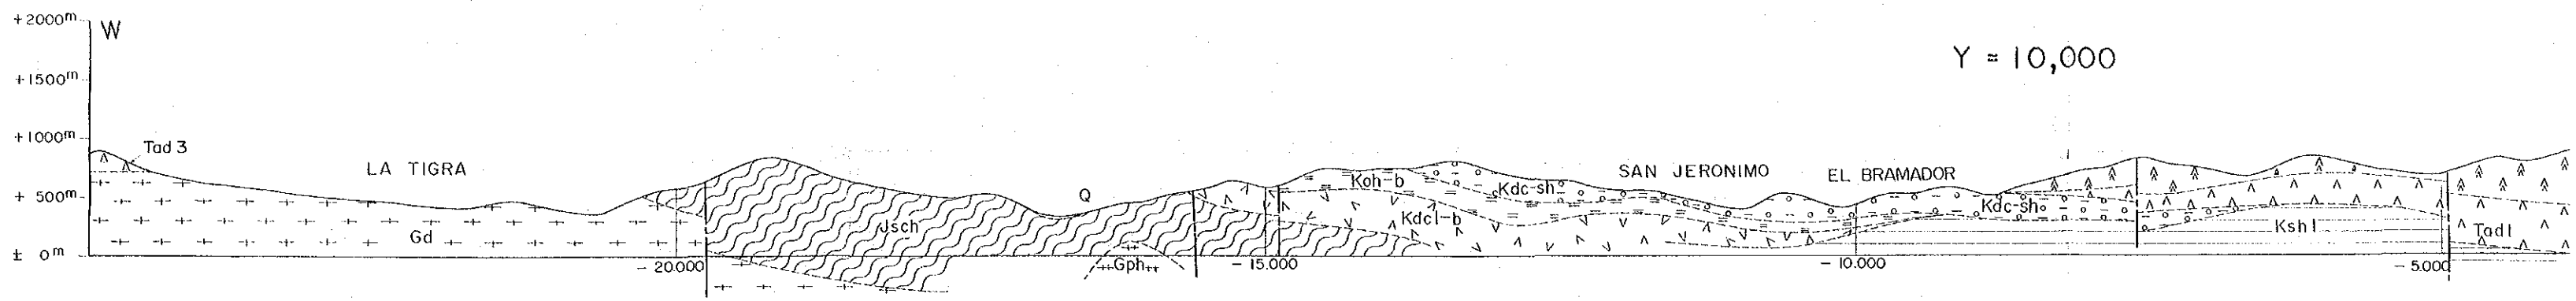 +2000m
W
+1500m
Y = 10,000
+1000m
Tad 3
LA TIGRA
SAN JERONIMO
EL BRAMADOR
Koh-b
Kdc-sh
+ 500m
Q
Kdcl-b
Kdc-sh
Jsch
Gd
Ksh l
Tad l
± 0m
Gph
- 20.000
- 15.000
- 10.000
- 5.000